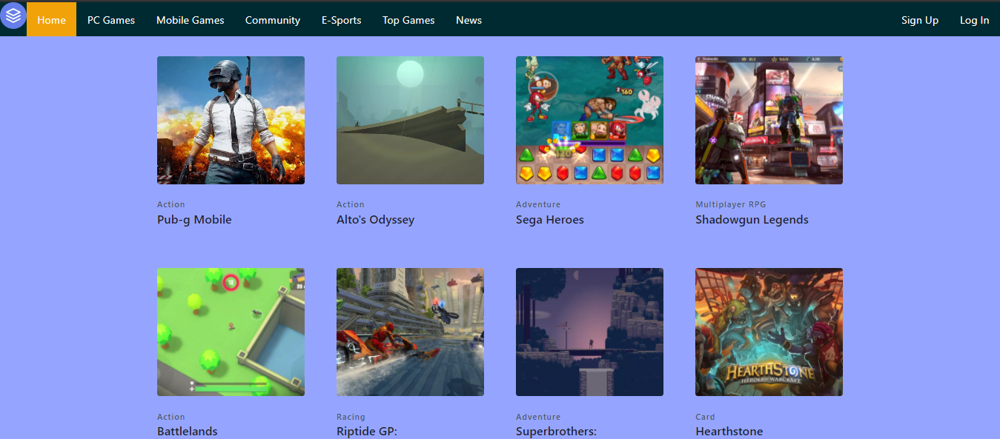 Home PC Games Mobile Games Community E-Sports Top Games News Sign Up Log In
160
120
Action Action Adventure Multiplayer RPG
Pub-g Mobile Alto's Odyssey Sega Heroes Shadowgun Legends
HEARTHSTONE
HEROES OF WARCRAFT
Action Racing Adventure Card
Battlelands Riptide GP: Superbrothers: Hearthstone